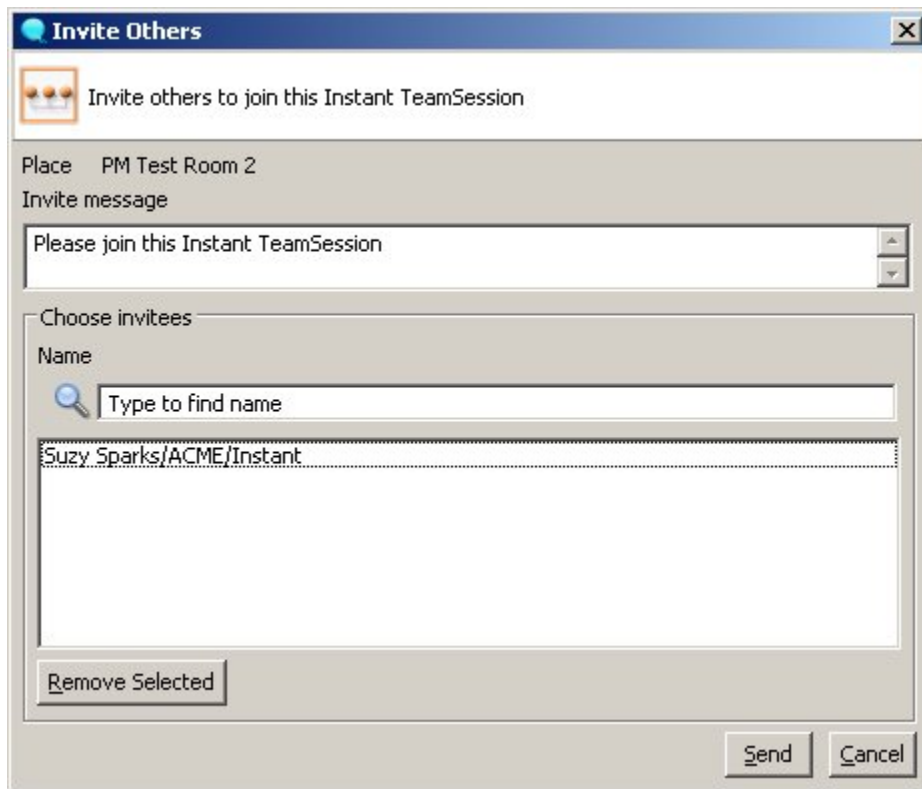 Invite Others
Invite others to join this Instant TeamSession
Place PM Test Room 2
Invite message
Please join this Instant TeamSession
Choose invitees
Name
Type to find name
Suzy Sparks/ACME/Instant
Remove Selected
Send Cancel